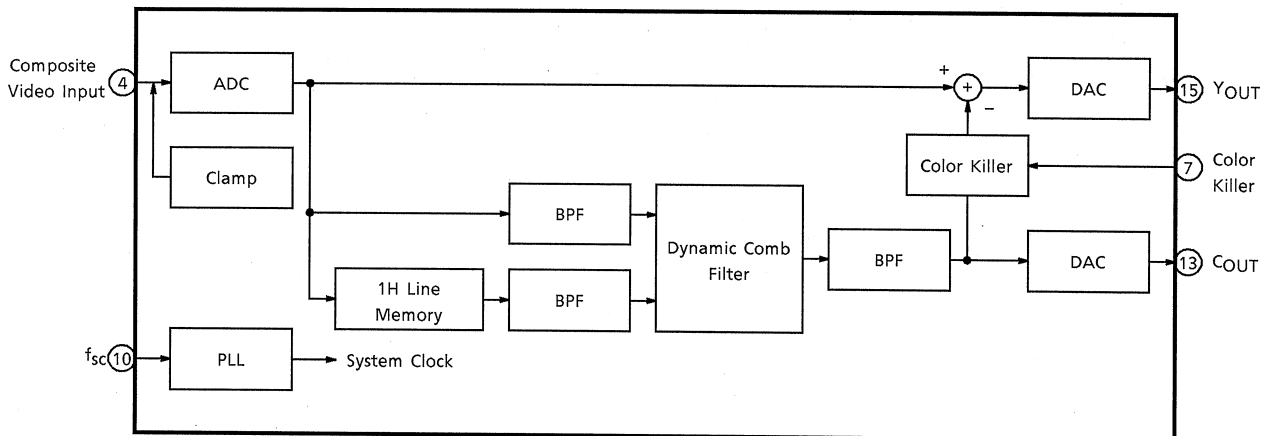 Composite
Video Input
4
ADC
Clamp
+
+
−
DAC
15
YOUT
Color Killer
7
Color
Killer
BPF
Dynamic Comb
Filter
BPF
DAC
13
COUT
1H Line
Memory
BPF
fsc
10
PLL
System Clock